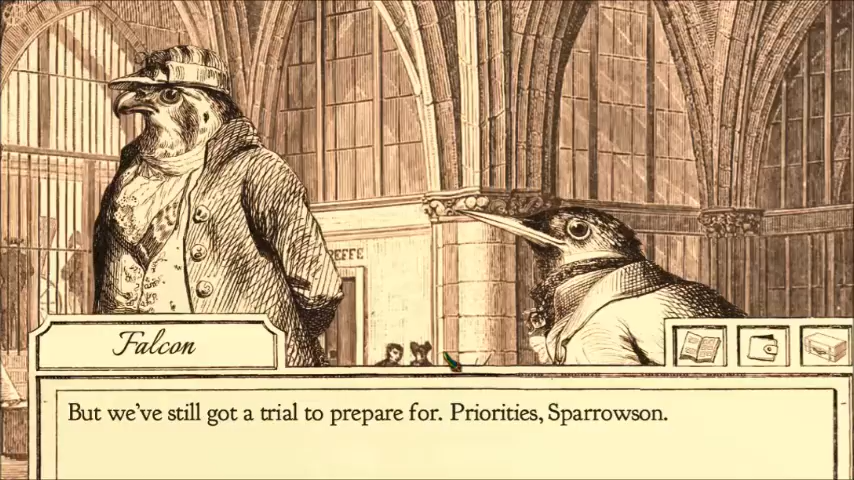 EFFE
Falcon
But we've still got a trial to prepare for. Priorities, Sparrowson.